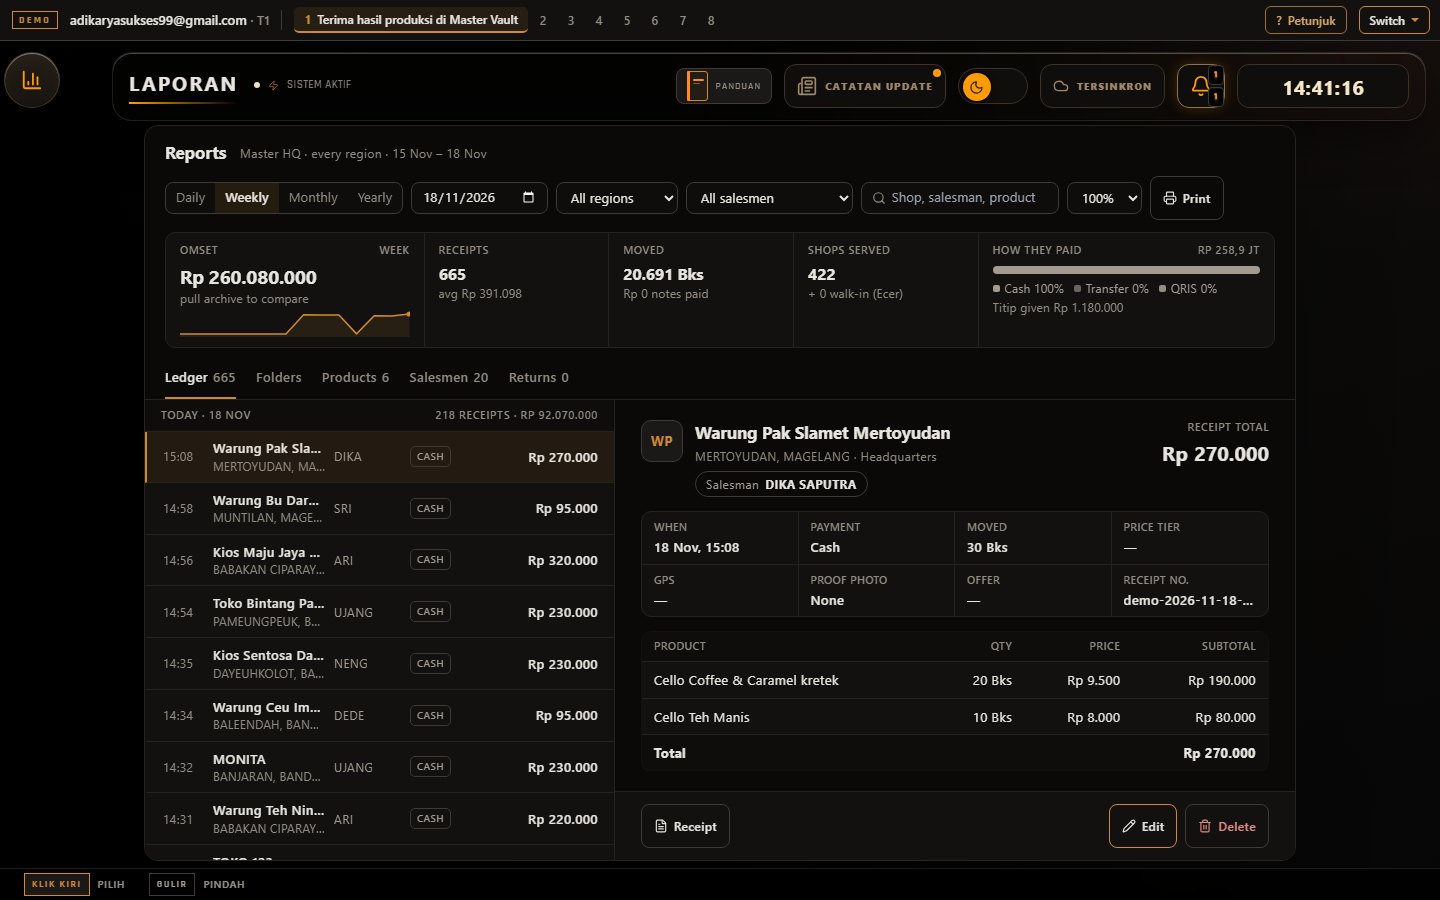 DEMO adikaryasukses99@gmail.com · T1 1 Terima hasil produksi di Master Vault 2 3 4 5 6 7 8 ? Petunjuk Switch
LAPORAN SISTEM AKTIF PANDUAN CATATAN UPDATE TERSINKRON 1 1 14:41:16
Reports Master HQ · every region · 15 Nov – 18 Nov
Daily Weekly Monthly Yearly 18/11/2026 All regions All salesmen Shop, salesman, product 100% Print
OMSET WEEK RECEIPTS MOVED SHOPS SERVED HOW THEY PAID RP 258,9 JT
Rp 260.080.000 665 20.691 Bks 422
pull archive to compare avg Rp 391.098 Rp 0 notes paid + 0 walk-in (Ecer)
Cash 100% Transfer 0% QRIS 0%
Titip given Rp 1.180.000
Ledger 665 Folders Products 6 Salesmen 20 Returns 0
TODAY · 18 NOV 218 RECEIPTS · RP 92.070.000
15:08 Warung Pak Sla... DIKA CASH Rp 270.000
MERTOYUDAN, MA...
14:58 Warung Bu Dar... SRI CASH Rp 95.000
MUNTILAN, MAGE...
14:56 Kios Maju Jaya ... ARI CASH Rp 320.000
BABAKAN CIPARAY...
14:54 Toko Bintang Pa... UJANG CASH Rp 230.000
PAMEUNGPEUK, B...
14:35 Kios Sentosa Da... NENG CASH Rp 230.000
DAYEUHKOLOT, BA...
14:34 Warung Ceu Im... DEDE CASH Rp 95.000
BALEENDAH, BAN...
14:32 MONITA UJANG CASH Rp 230.000
BANJARAN, BAND...
14:31 Warung Teh Nin... ARI CASH Rp 220.000
BABAKAN CIPARAY...
WP Warung Pak Slamet Mertoyudan RECEIPT TOTAL
MERTOYUDAN, MAGELANG · Headquarters Rp 270.000
Salesman DIKA SAPUTRA
WHEN PAYMENT MOVED PRICE TIER
18 Nov, 15:08 Cash 30 Bks —
GPS PROOF PHOTO OFFER RECEIPT NO.
— None — demo-2026-11-18-...
PRODUCT QTY PRICE SUBTOTAL
Cello Coffee & Caramel kretek 20 Bks Rp 9.500 Rp 190.000
Cello Teh Manis 10 Bks Rp 8.000 Rp 80.000
Total Rp 270.000
Receipt Edit Delete
KLIK KIRI PILIH GULIR PINDAH